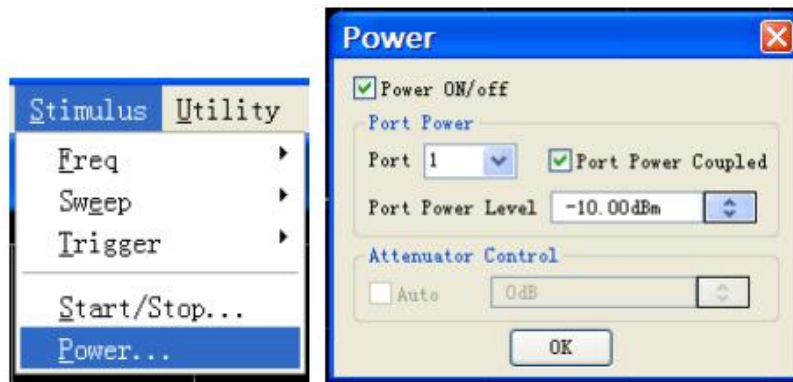 Stimulus Utility
Freq
Sweep
Trigger
Start/Stop...
Power...
Power
Power ON/off
Port Power
Port 1 Port Power Coupled
Port Power Level -10.00dBm
Attenuator Control
Auto 0dB
OK